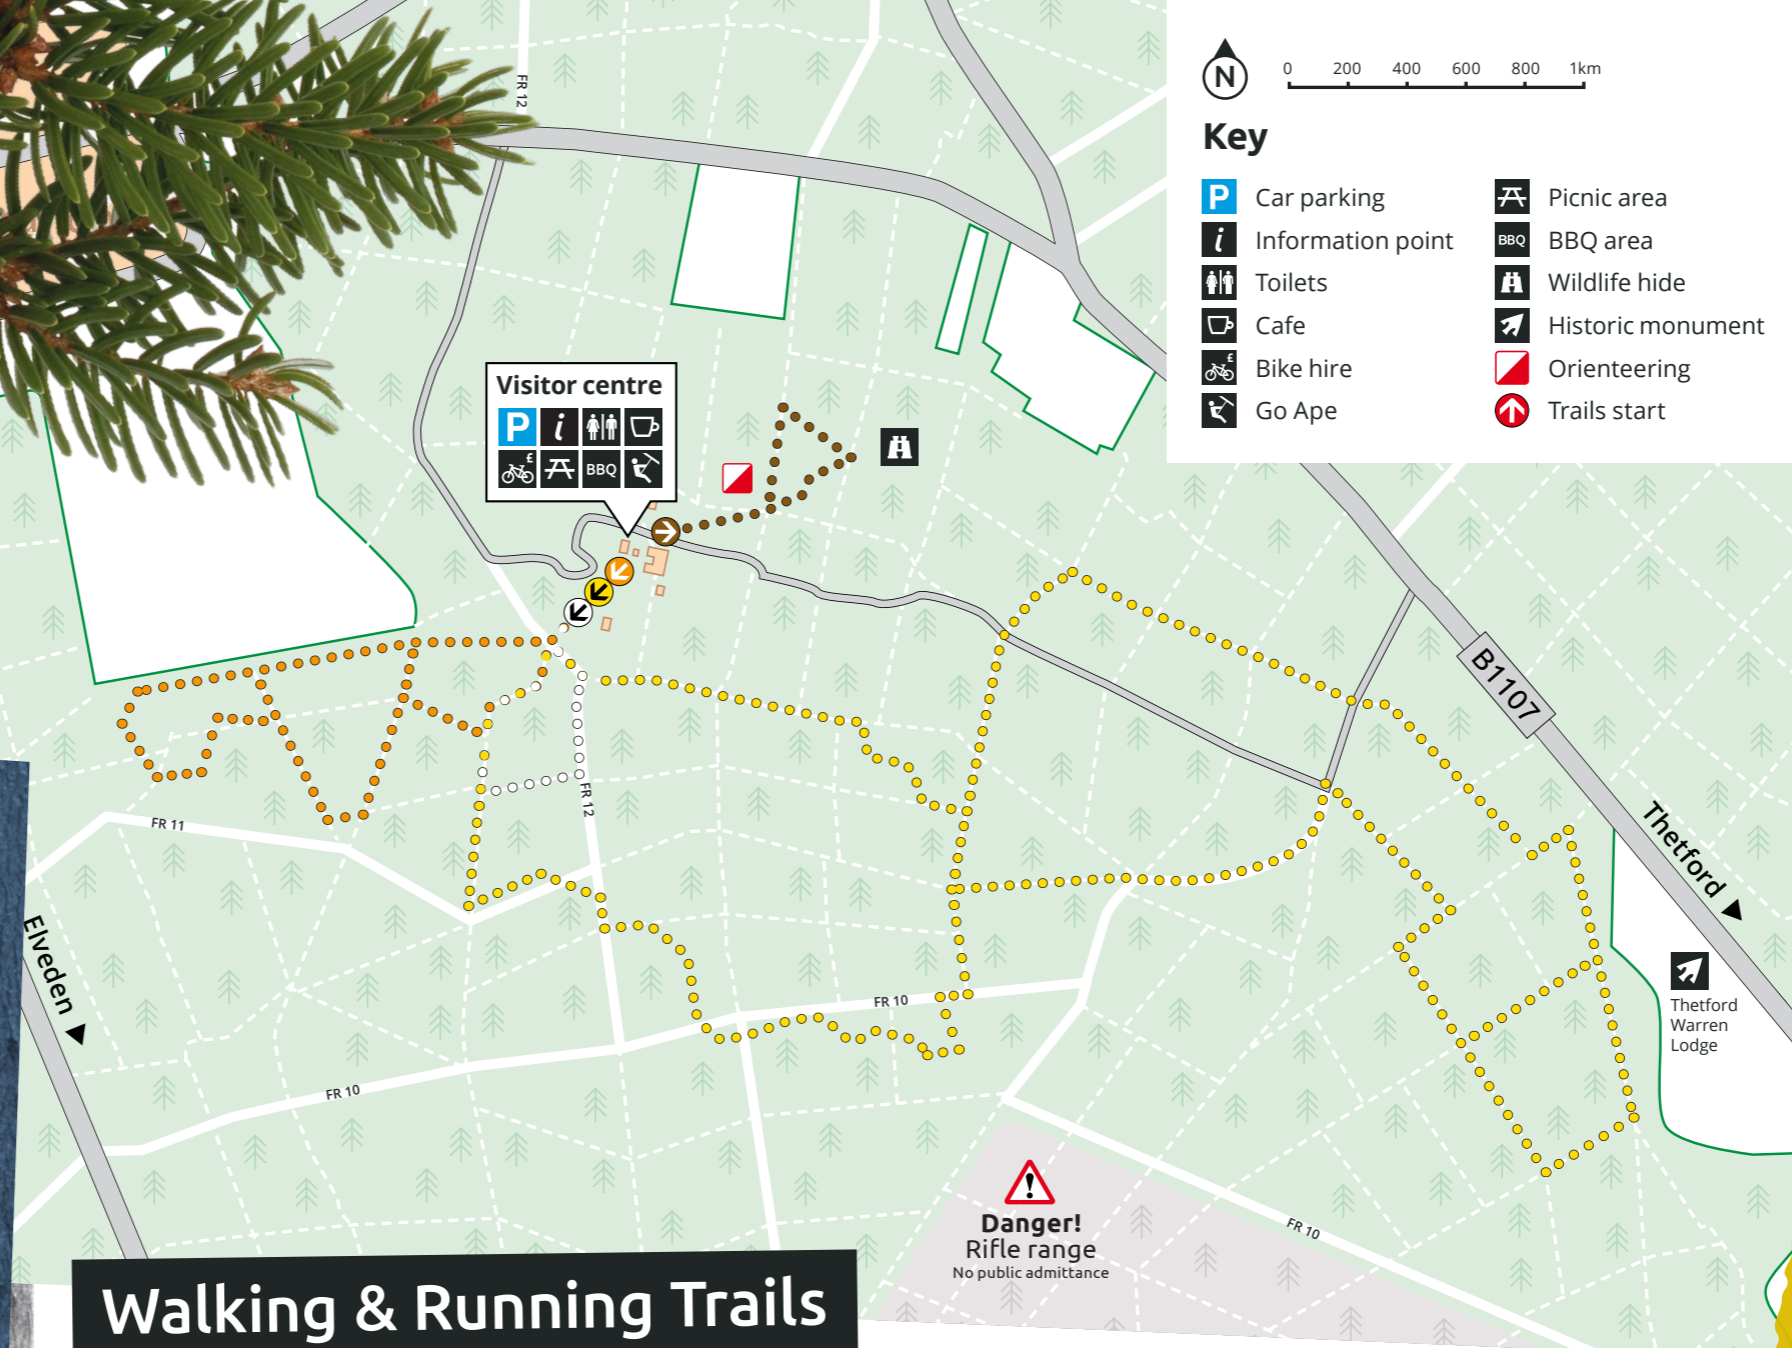 FR 12
N
0 200 400 600 800 1km
Key
P Car parking
i Information point
Toilets
Cafe
£ Bike hire
Go Ape
Picnic area
BBQ BBQ area
Wildlife hide
Historic monument
Orienteering
Trails start
Visitor centre
P i
£ BBQ
B1107
Thetford
FR 12
FR 11
Elveden
FR 10
FR 10
Thetford
Warren
Lodge
Danger!
Rifle range
No public admittance
FR 10
Walking & Running Trails